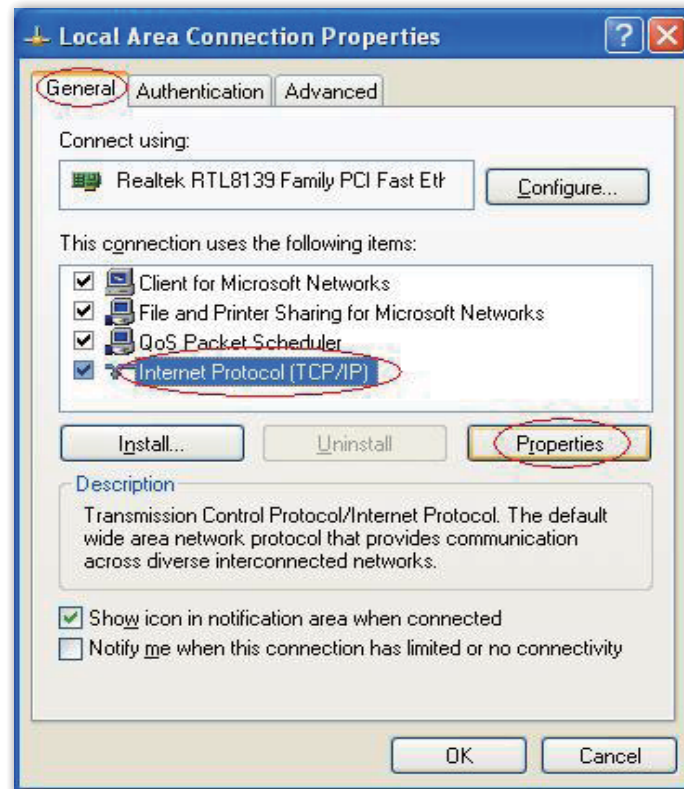 Local Area Connection Properties
General Authentication Advanced
Connect using:
Realtek RTL8139 Family PCI Fast Eth
Configure...
This connection uses the following items:
Client for Microsoft Networks
File and Printer Sharing for Microsoft Networks
QoS Packet Scheduler
Internet Protocol (TCP/IP)
Install... Uninstall Properties
Description
Transmission Control Protocol/Internet Protocol. The default
wide area network protocol that provides communication
across diverse interconnected networks.
Show icon in notification area when connected
Notify me when this connection has limited or no connectivity
OK Cancel